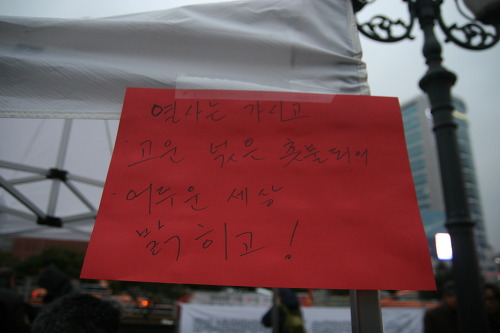 열사는 가시고
고운 넋은 촛불되어
어두운 세상
밝히고!